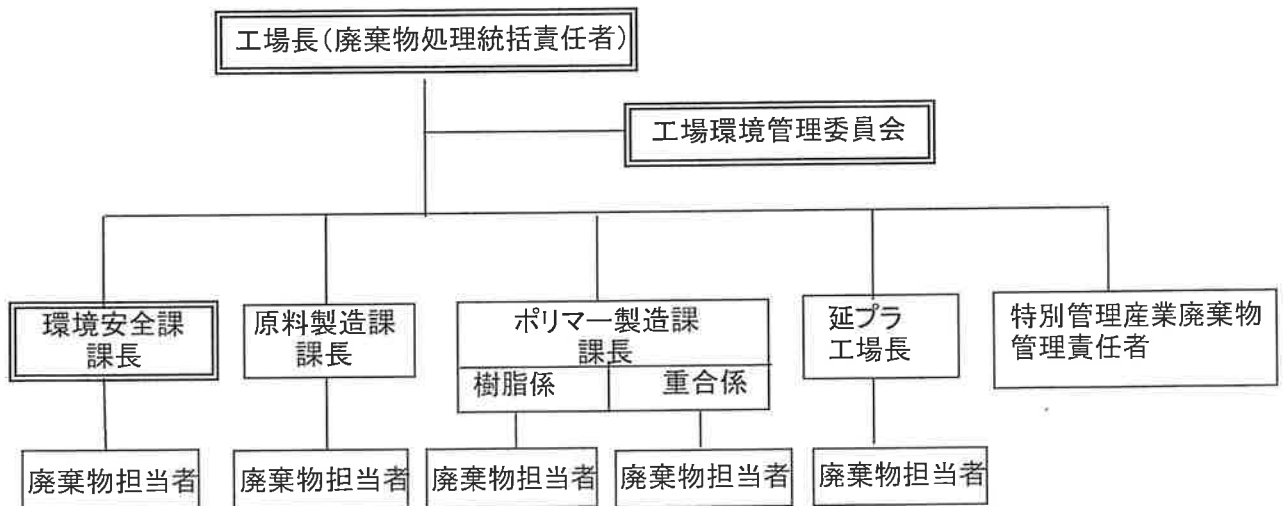 工場長(廃棄物処理統括責任者)
工場環境管理委員会
環境安全課
課長
原料製造課
課長
ポリマー製造課
課長
樹脂係
重合係
延プラ
工場長
特別管理産業廃棄物
管理責任者
廃棄物担当者
廃棄物担当者
廃棄物担当者
廃棄物担当者
廃棄物担当者